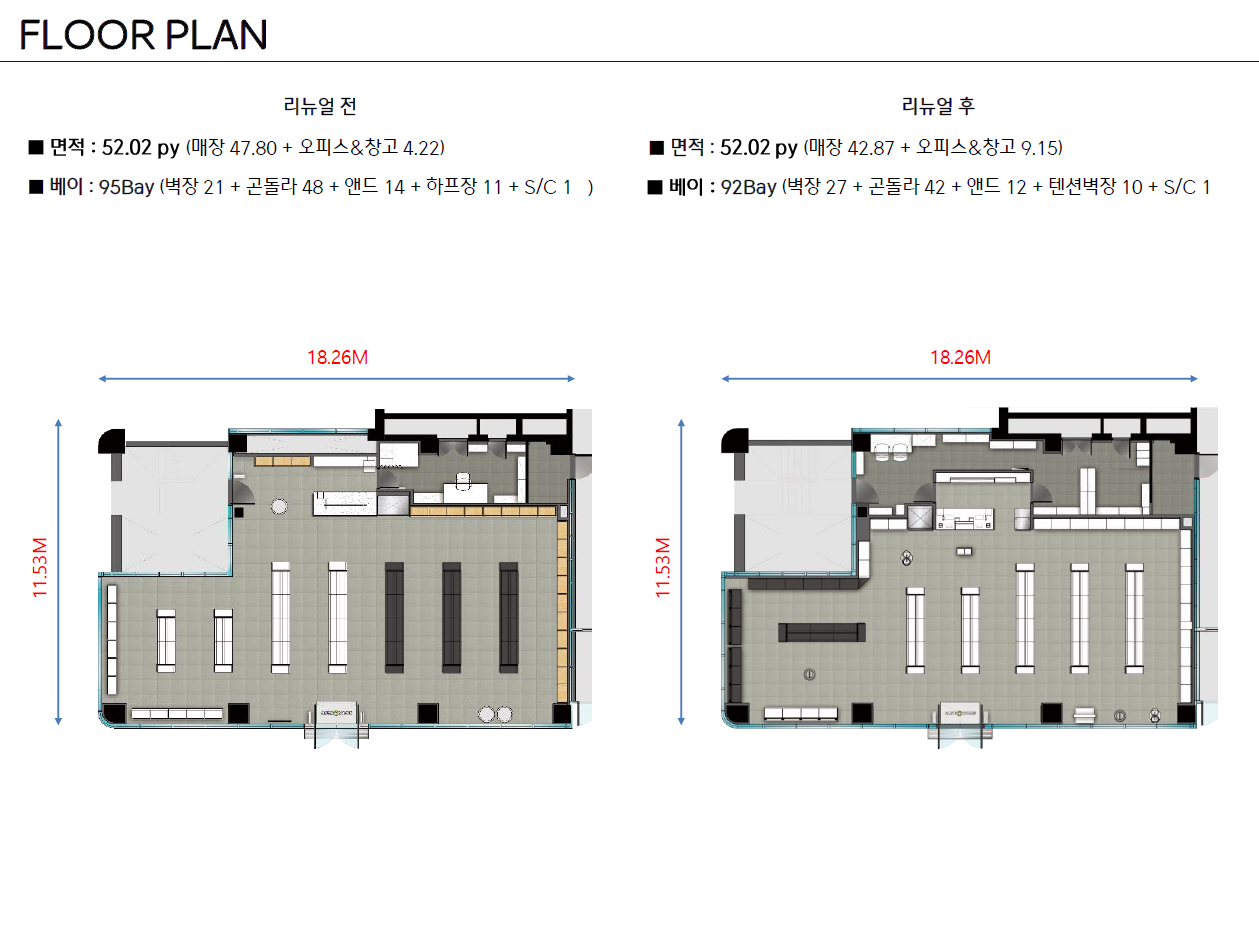 FLOOR PLAN
리뉴얼 전
■ 면적 : 52.02 py (매장 47.80 + 오피스&창고 4.22)
■ 베이 : 95Bay (벽장 21 + 곤돌라 48 + 앤드 14 + 하프장 11 + S/C 1 )
18.26M
11.53M
리뉴얼 후
■ 면적 : 52.02 py (매장 42.87 + 오피스&창고 9.15)
■ 베이 : 92Bay (벽장 27 + 곤돌라 42 + 앤드 12 + 텐션벽장 10 + S/C 1
18.26M
11.53M